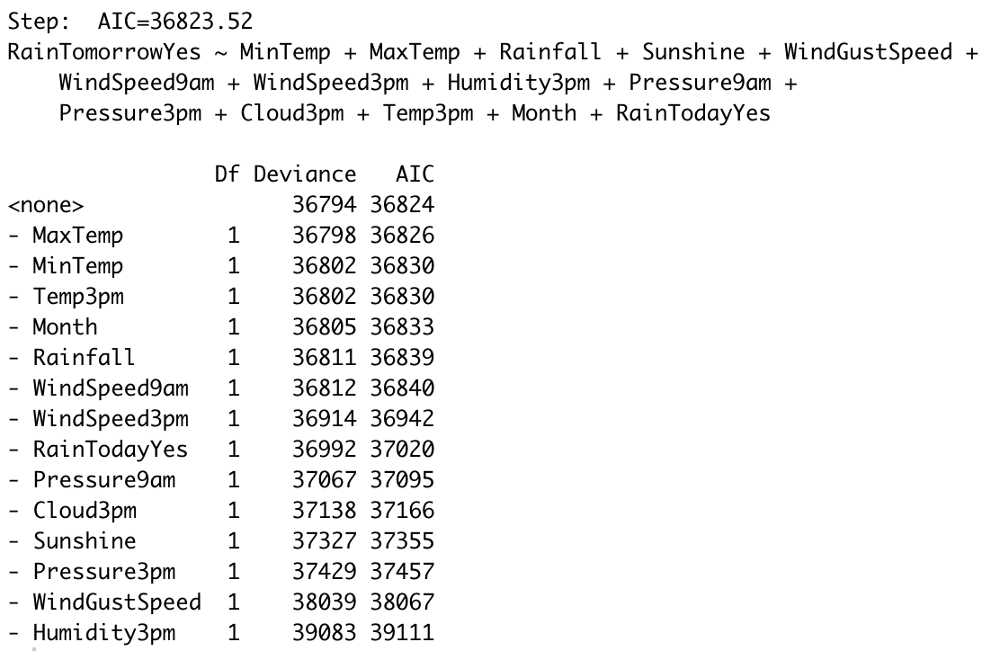 Step:  AIC=36823.52
RainTomorrowYes ~ MinTemp + MaxTemp + Rainfall + Sunshine + WindGustSpeed +
    WindSpeed9am + WindSpeed3pm + Humidity3pm + Pressure9am +
    Pressure3pm + Cloud3pm + Temp3pm + Month + RainTodayYes

                Df Deviance   AIC
<none>               36794 36824
- MaxTemp        1   36798 36826
- MinTemp        1   36802 36830
- Temp3pm        1   36802 36830
- Month          1   36805 36833
- Rainfall       1   36811 36839
- WindSpeed9am   1   36812 36840
- WindSpeed3pm   1   36914 36942
- RainTodayYes   1   36992 37020
- Pressure9am    1   37067 37095
- Cloud3pm       1   37138 37166
- Sunshine       1   37327 37355
- Pressure3pm    1   37429 37457
- WindGustSpeed  1   38039 38067
- Humidity3pm    1   39083 39111